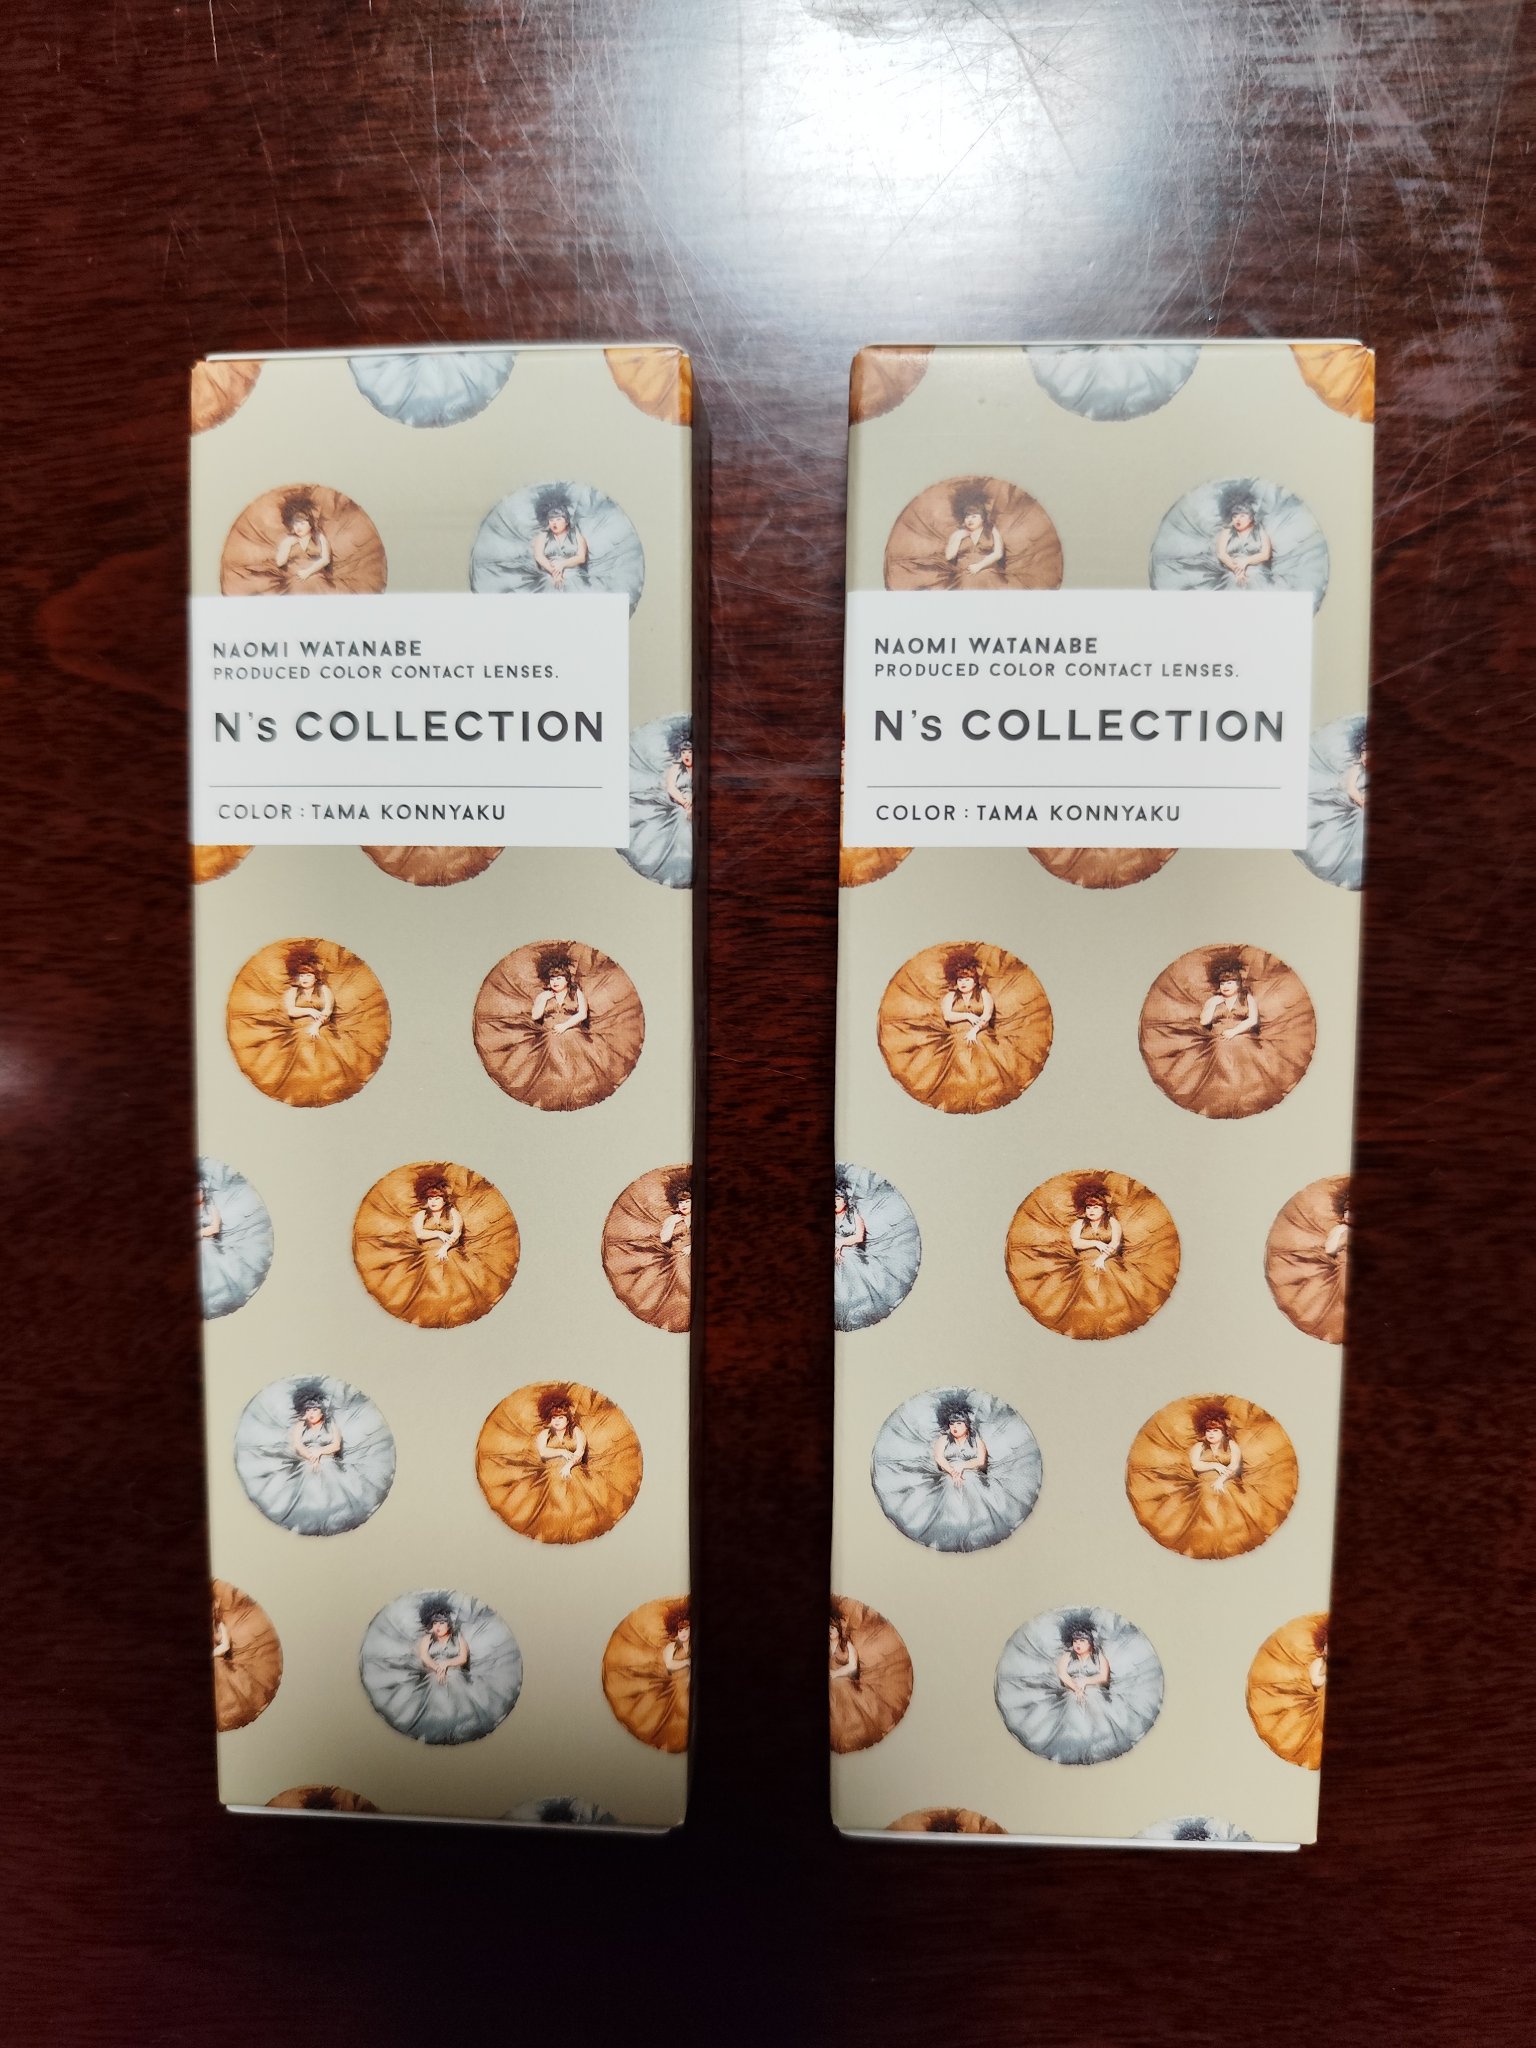 NAOMI WATANABE
PRODUCED COLOR CONTACT LENSES.
N's COLLECTION
COLOR : TAMA KONNYAKU
NAOMI WATANABE
PRODUCED COLOR CONTACT LENSES.
N's COLLECTION
COLOR : TAMA KONNYAKU